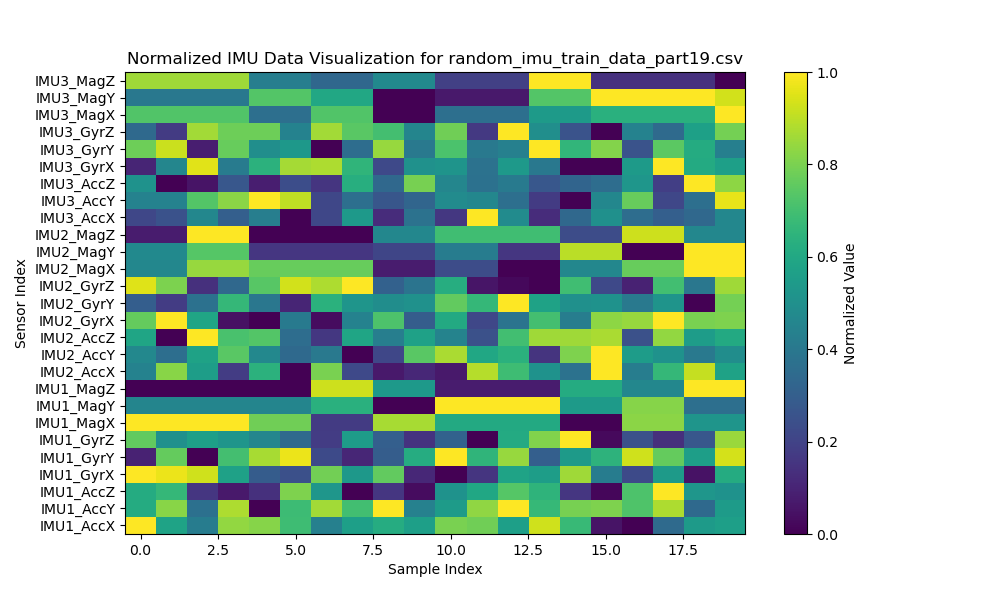 Normalized IMU Data Visualization for random_imu_train_data_part19.csv
Sensor Index
IMU3_MagZ
IMU3_MagY
IMU3_MagX
IMU3_GyrZ
IMU3_GyrY
IMU3_GyrX
IMU3_AccZ
IMU3_AccY
IMU3_AccX
IMU2_MagZ
IMU2_MagY
IMU2_MagX
IMU2_GyrZ
IMU2_GyrY
IMU2_GyrX
IMU2_AccZ
IMU2_AccY
IMU2_AccX
IMU1_MagZ
IMU1_MagY
IMU1_MagX
IMU1_GyrZ
IMU1_GyrY
IMU1_GyrX
IMU1_AccZ
IMU1_AccY
IMU1_AccX
0.0 2.5 5.0 7.5 10.0 12.5 15.0 17.5
Sample Index
1.0
0.8
0.6
0.4
0.2
0.0
Normalized Value